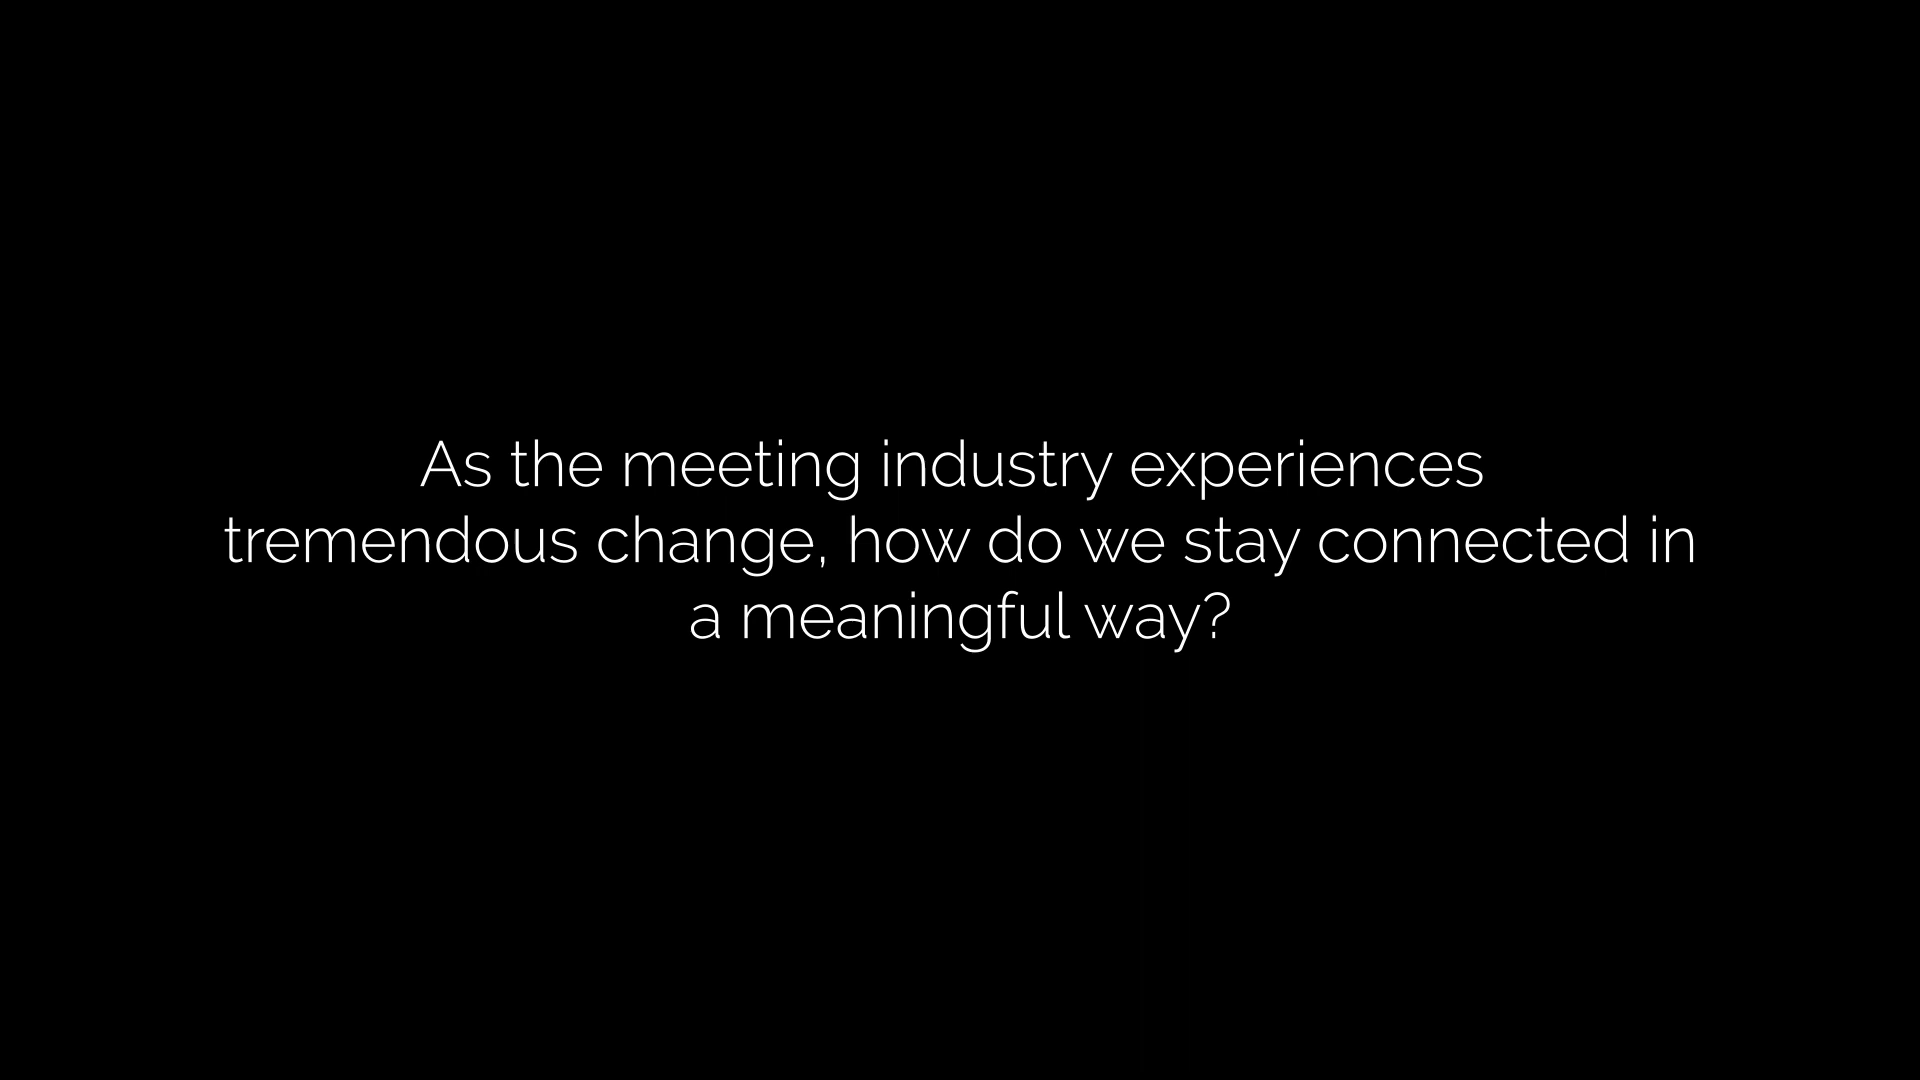 As the meeting industry experiences
tremendous change, how do we stay connected in
a meaningful way?